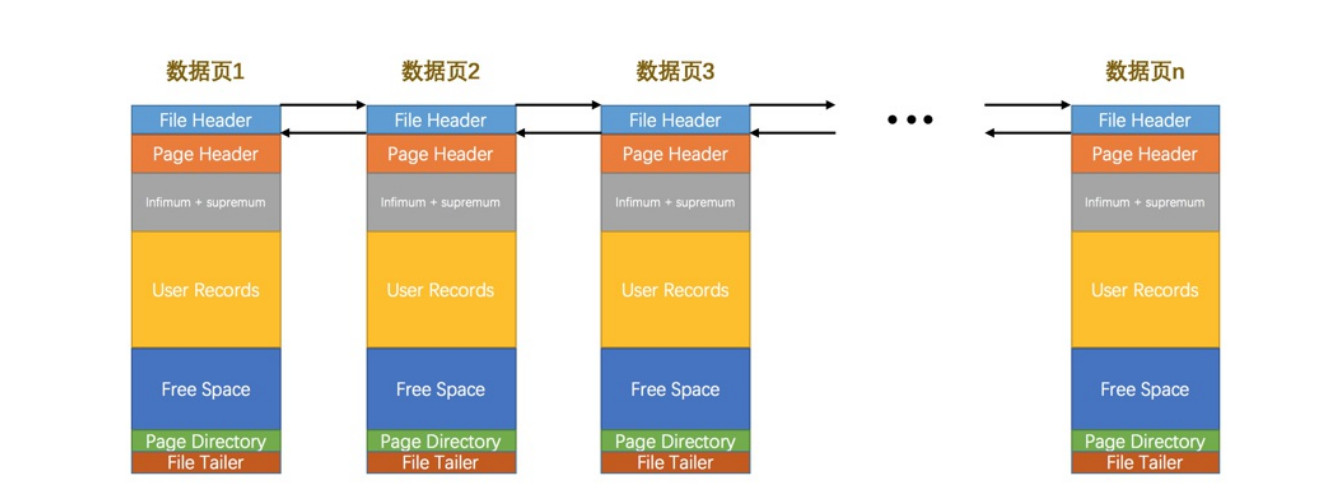 数据页1
数据页2
数据页3
数据页n
File Header
File Header
File Header
File Header
Page Header
Page Header
Page Header
Page Header
Infimum + supremum
Infimum + supremum
Infimum + supremum
Infimum + supremum
User Records
User Records
User Records
User Records
Free Space
Free Space
Free Space
Free Space
Page Directory
Page Directory
Page Directory
Page Directory
File Tailer
File Tailer
File Tailer
File Tailer